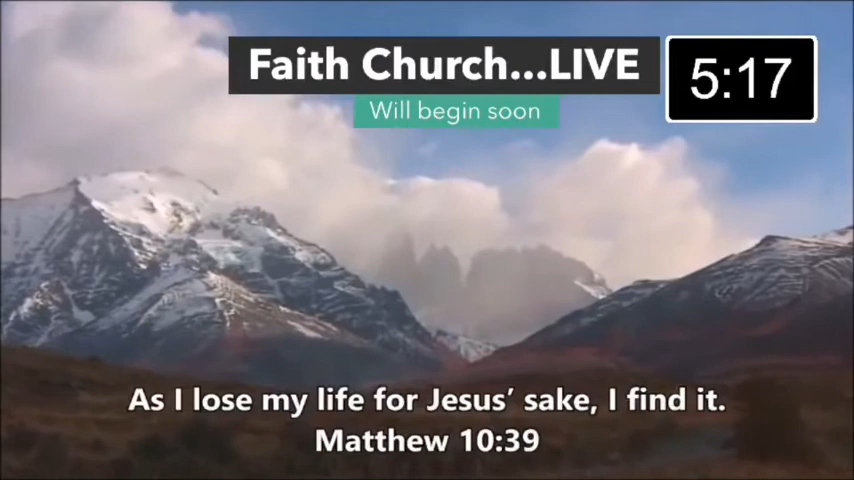 Faith Church...LIVE
5:17
Will begin soon
As I lose my life for Jesus’ sake, I find it.
Matthew 10:39